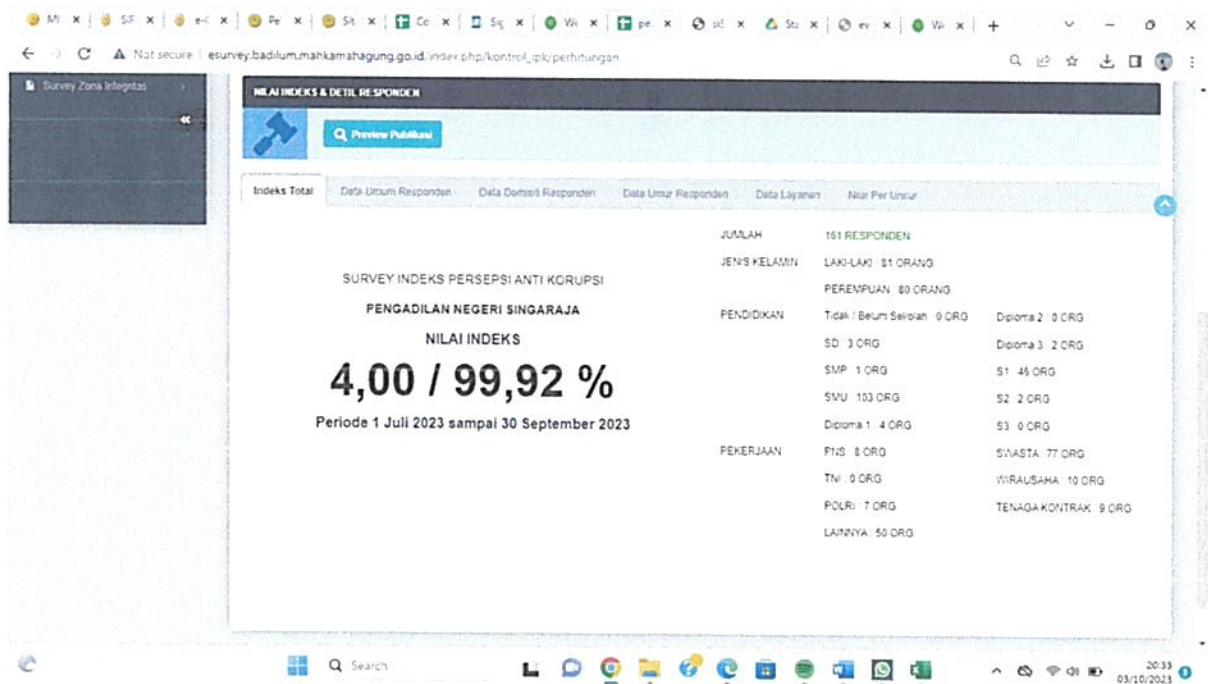 Not secure esurvey.badilum.mahkamahagung.go.id/index.php/kontrol_ipk/perhitungan
Survey Zona Integritas
NILAI INDEKS & DETIL RESPONDEN
Preview Publikasi
Indeks Total Data Umum Responden Data Domisili Responden Data Umur Responden Data Layanan Nilai Per Unsur
SURVEY INDEKS PERSEPSI ANTI KORUPSI
PENGADILAN NEGERI SINGARAJA
NILAI INDEKS
4,00 / 99,92 %
Periode 1 Juli 2023 sampai 30 September 2023
JUMLAH 161 RESPONDEN
JENIS KELAMIN LAKI-LAKI : 81 ORANG
PEREMPUAN : 80 ORANG
PENDIDIKAN Tidak / Belum Sekolah : 0 ORG Diploma 2 : 0 ORG
SD : 3 ORG Diploma 3 : 2 ORG
SMP : 1 ORG S1 : 46 ORG
SMU : 103 ORG S2 : 2 ORG
Diploma 1 : 4 ORG S3 : 0 ORG
PEKERJAAN PNS : 8 ORG SWASTA : 77 ORG
TNI : 0 ORG WIRAUSAHA : 10 ORG
POLRI : 7 ORG TENAGA KONTRAK : 9 ORG
LAINNYA : 50 ORG
Search
20:33
03/10/2023